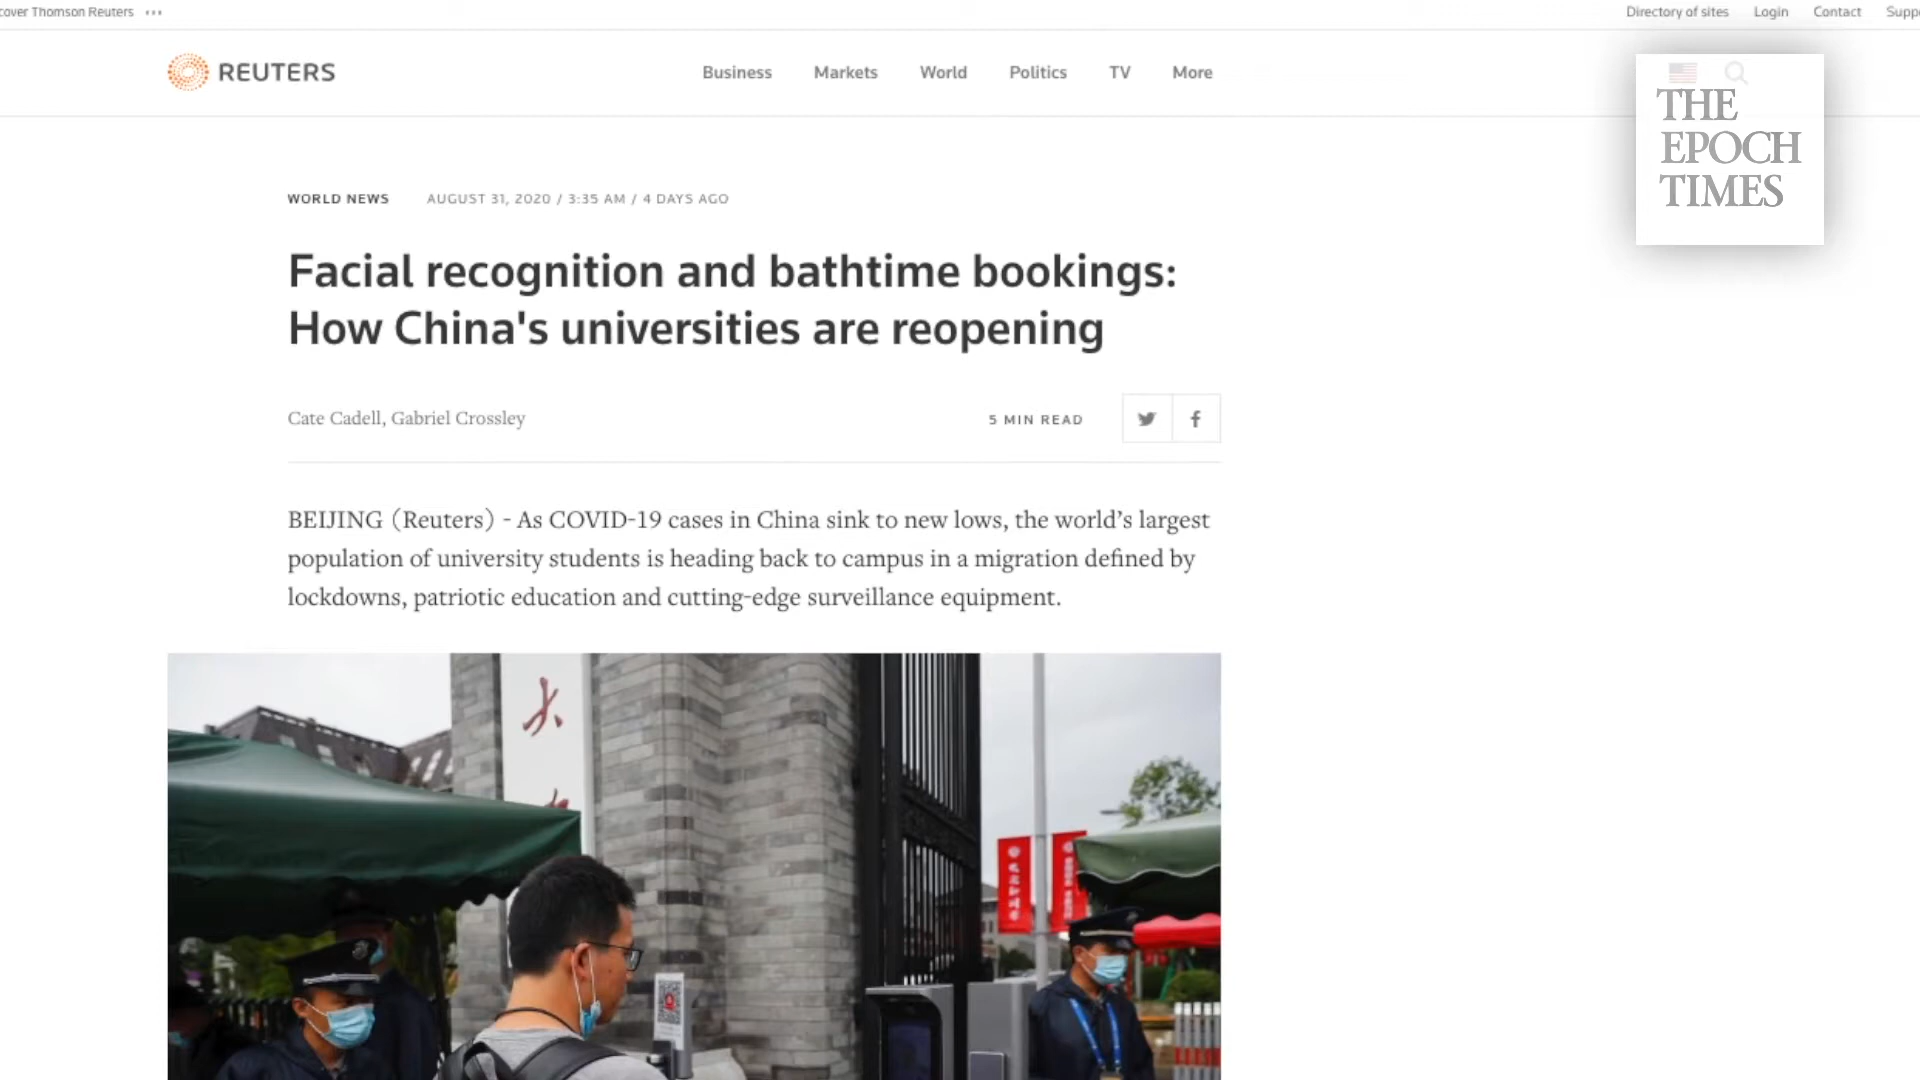 cover Thomson Reuters
Directory of sites Login Contact Supp
REUTERS
Business Markets World Politics TV More
THE
EPOCH
TIMES
WORLD NEWS AUGUST 31, 2020 / 3:35 AM / 4 DAYS AGO
Facial recognition and bathtime bookings:
How China's universities are reopening
Cate Cadell, Gabriel Crossley
5 MIN READ
BEIJING (Reuters) - As COVID-19 cases in China sink to new lows, the world’s largest
population of university students is heading back to campus in a migration defined by
lockdowns, patriotic education and cutting-edge surveillance equipment.
大